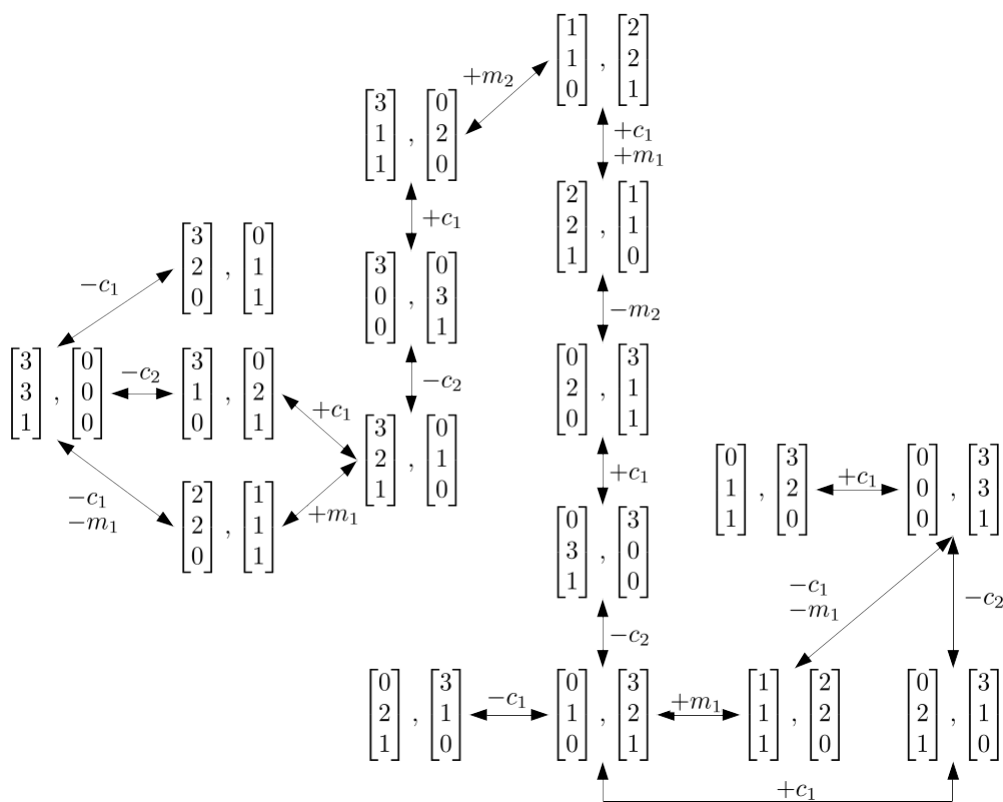 [1 1 0] , [2 2 1]
+m₂
[3 1 1] , [0 2 0]
+c₁
+m₁
[2 2 1] , [1 1 0]
+c₁
[3 2 0] , [0 1 1]
−c₁
[3 0 0] , [0 3 1]
−m₂
[3 3 1] , [0 0 0]
−c₂
[3 1 0] , [0 2 1]
−c₂
[0 2 0] , [3 1 1]
+c₁
[3 2 1] , [0 1 0]
+c₁
[0 1 1] , [3 2 0]
+c₁
[0 0 0] , [3 3 1]
−c₁
−m₁
[2 2 0] , [1 1 1]
+m₁
[0 3 1] , [3 0 0]
−c₁
−m₁
−c₂
−c₂
[0 2 1] , [3 1 0]
−c₁
[0 1 0] , [3 2 1]
+m₁
[1 1 1] , [2 2 0]
[0 2 1] , [3 1 0]
+c₁